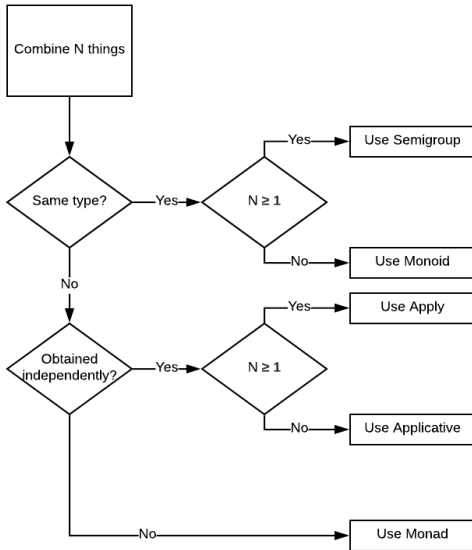 Combine N things
Yes
Use Semigroup
Same type?
Yes
N ≥ 1
No
Use Monoid
No
Yes
Use Apply
Obtained
independently?
Yes
N ≥ 1
No
Use Applicative
No
Use Monad